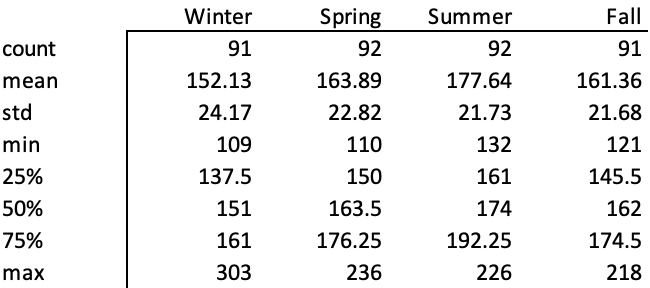 Winter Spring Summer Fall
count 91 92 92 91
mean 152.13 163.89 177.64 161.36
std 24.17 22.82 21.73 21.68
min 109 110 132 121
25% 137.5 150 161 145.5
50% 151 163.5 174 162
75% 161 176.25 192.25 174.5
max 303 236 226 218